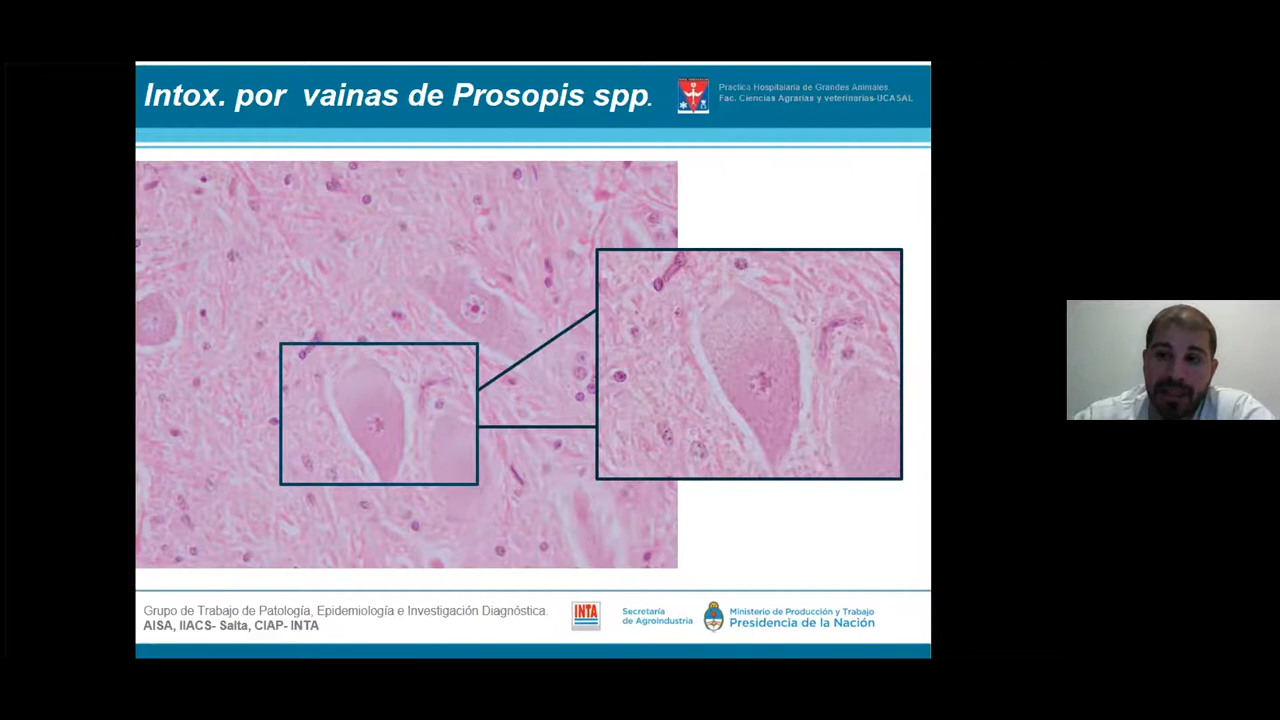 Intox. por vainas de Prosopis spp.
Practica Hospitalaria de Grandes Animales.
Fac. Ciencias Agrarias y veterinarias-UCASAL
Grupo de Trabajo de Patología, Epidemiología e Investigación Diagnóstica.
AISA, IIACS- Salta, CIAP- INTA
INTA
Secretaría
de Agroindustria
Ministerio de Producción y Trabajo
Presidencia de la Nación